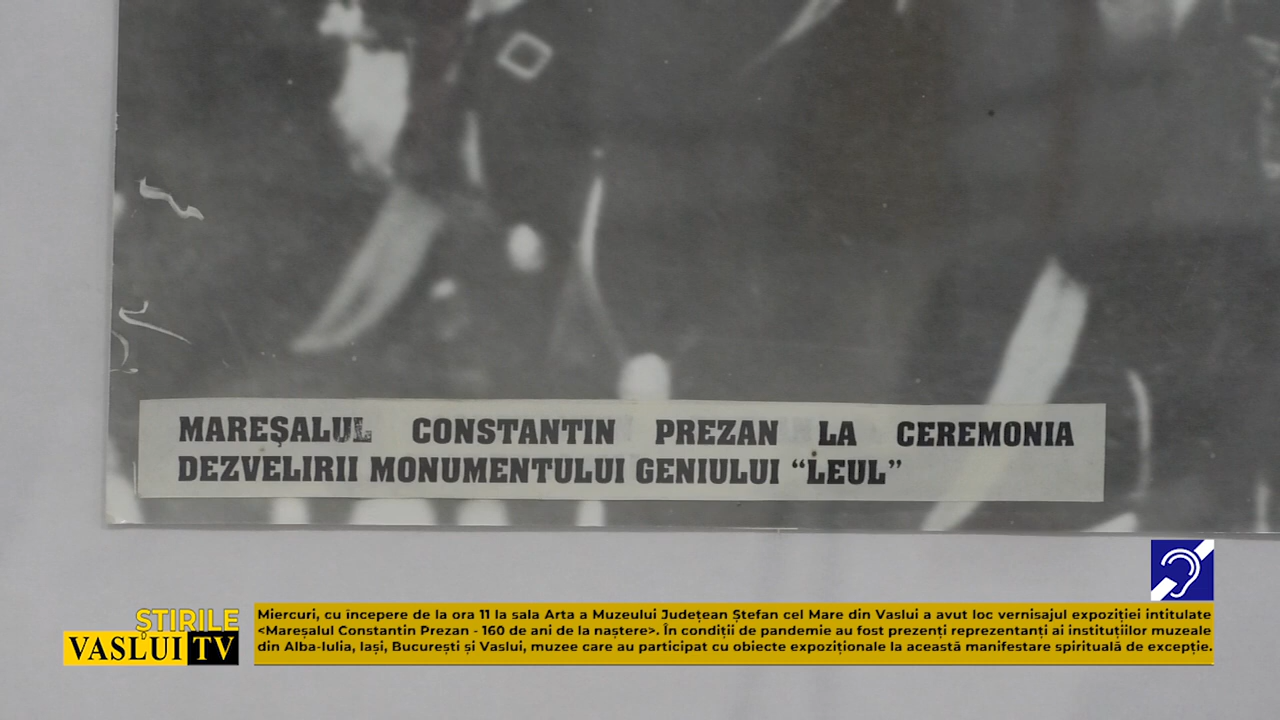 MAREȘALUL CONSTANTIN PREZAN LA CEREMONIA
DEZVELIRII MONUMENTULUI GENIULUI “LEUL”
ȘTIRILE
VASLUI TV
Miercuri, cu începere de la ora 11 la sala Arta a Muzeului Județean Ștefan cel Mare din Vaslui a avut loc vernisajul expoziției intitulate
<Mareșalul Constantin Prezan - 160 de ani de la naștere>. În condiții de pandemie au fost prezenți reprezentanți ai instituțiilor muzeale
din Alba-Iulia, Iași, București și Vaslui, muzee care au participat cu obiecte expoziționale la această manifestare spirituală de excepție.